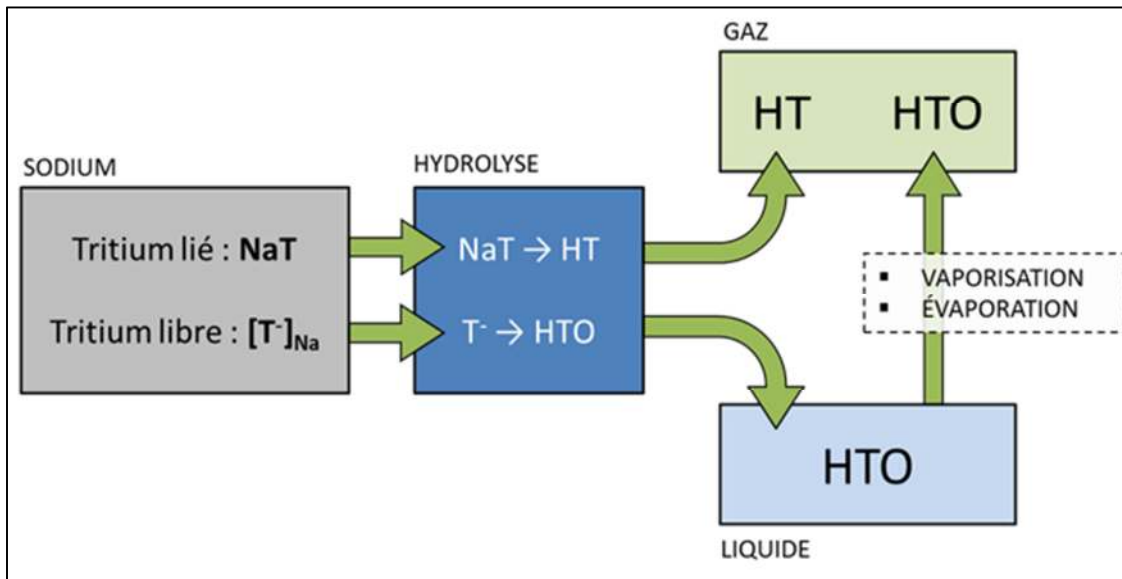 SODIUM
Tritium lié : NaT
Tritium libre : [T⁻]Na
HYDROLYSE
NaT → HT
T⁻ → HTO
GAZ
HT HTO
▪ VAPORISATION
▪ ÉVAPORATION
HTO
LIQUIDE